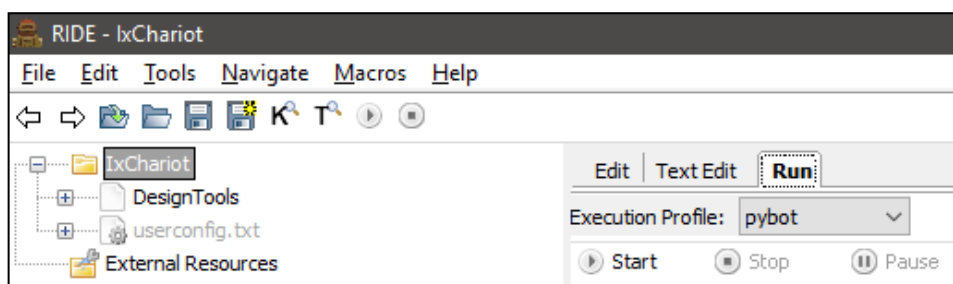 RIDE - IxChariot
File Edit Tools Navigate Macros Help
K T
IxChariot
DesignTools
userconfig.txt
External Resources
Edit Text Edit Run
Execution Profile: pybot
Start Stop Pause